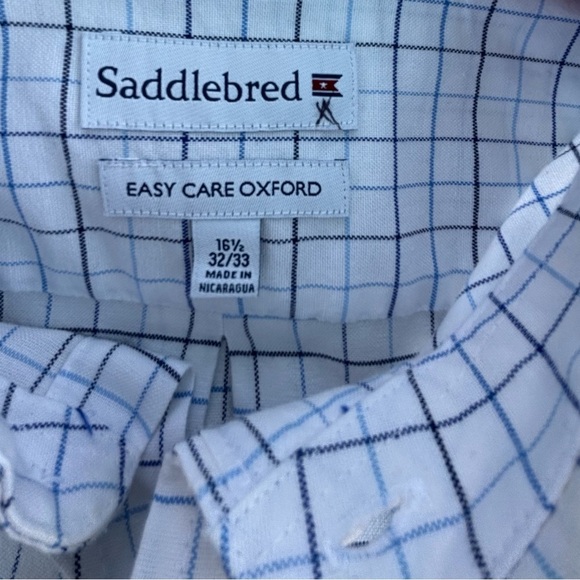 Saddlebred
EASY CARE OXFORD
16½
32/33
MADE IN
NICARAGUA